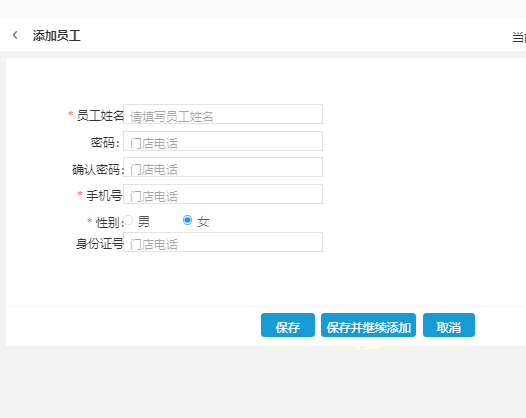 添加员工
当
* 员工姓名 请填写员工姓名
密码: 门店电话
确认密码: 门店电话
* 手机号 门店电话
* 性别: 男 女
身份证号 门店电话
保存 保存并继续添加 取消